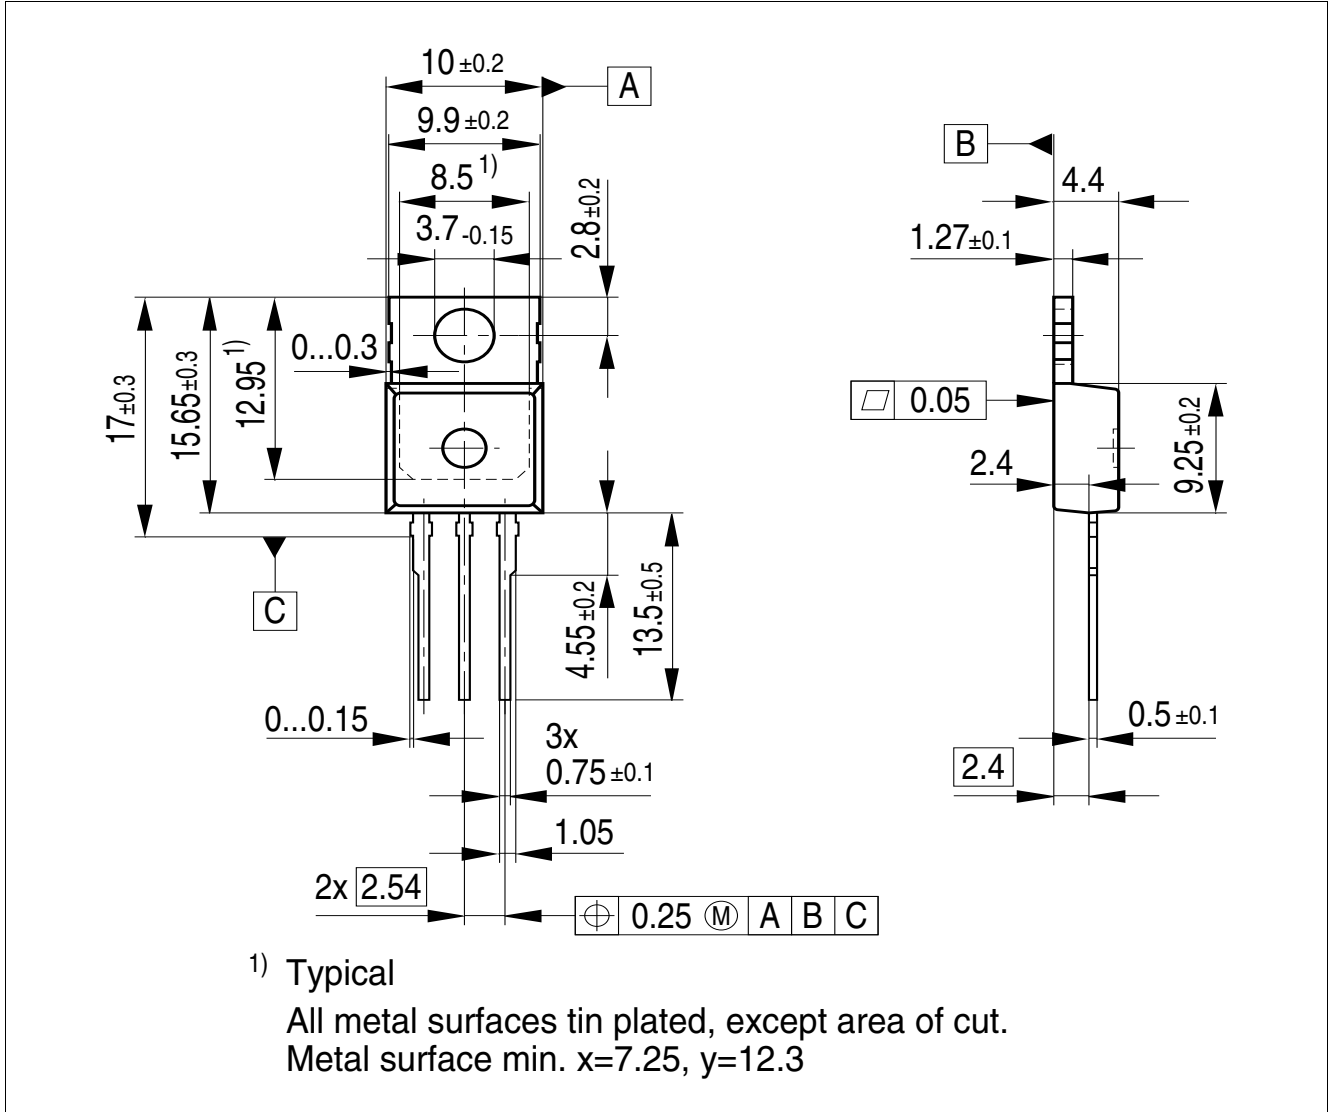 10 ±0.2
A
9.9 ±0.2
8.5 1)
3.7 -0.15
2.8 ±0.2
B
4.4
1.27 ±0.1
0...0.3
17 ±0.3
15.65 ±0.3
12.95 1)
0.05
2.4
9.25 ±0.2
C
4.55 ±0.2
13.5 ±0.5
0...0.15
3x
0.75 ±0.1
0.5 ±0.1
2.4
1.05
2x 2.54
0.25 Ⓜ A B C
1) Typical
All metal surfaces tin plated, except area of cut.
Metal surface min. x=7.25, y=12.3